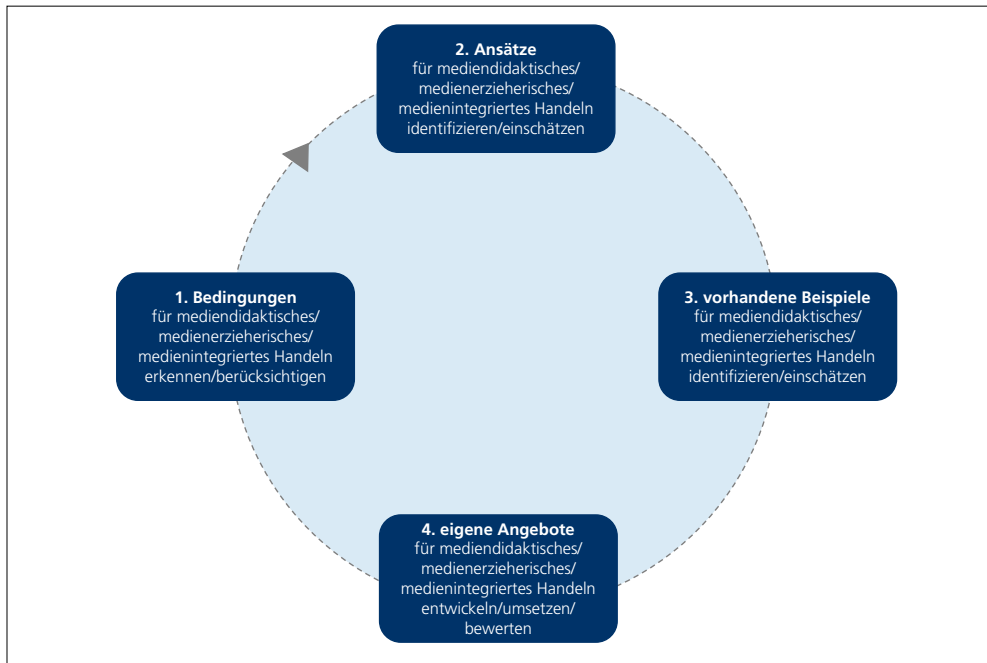 2. Ansätze
für mediendidaktisches/
medienerzieherisches/
medienintegriertes Handeln
identifizieren/einschätzen
1. Bedingungen
für mediendidaktisches/
medienerzieherisches/
medienintegriertes Handeln
erkennen/berücksichtigen
3. vorhandene Beispiele
für mediendidaktisches/
medienerzieherisches/
medienintegriertes Handeln
identifizieren/einschätzen
4. eigene Angebote
für mediendidaktisches/
medienerzieherisches/
medienintegriertes Handeln
entwickeln/umsetzen/
bewerten